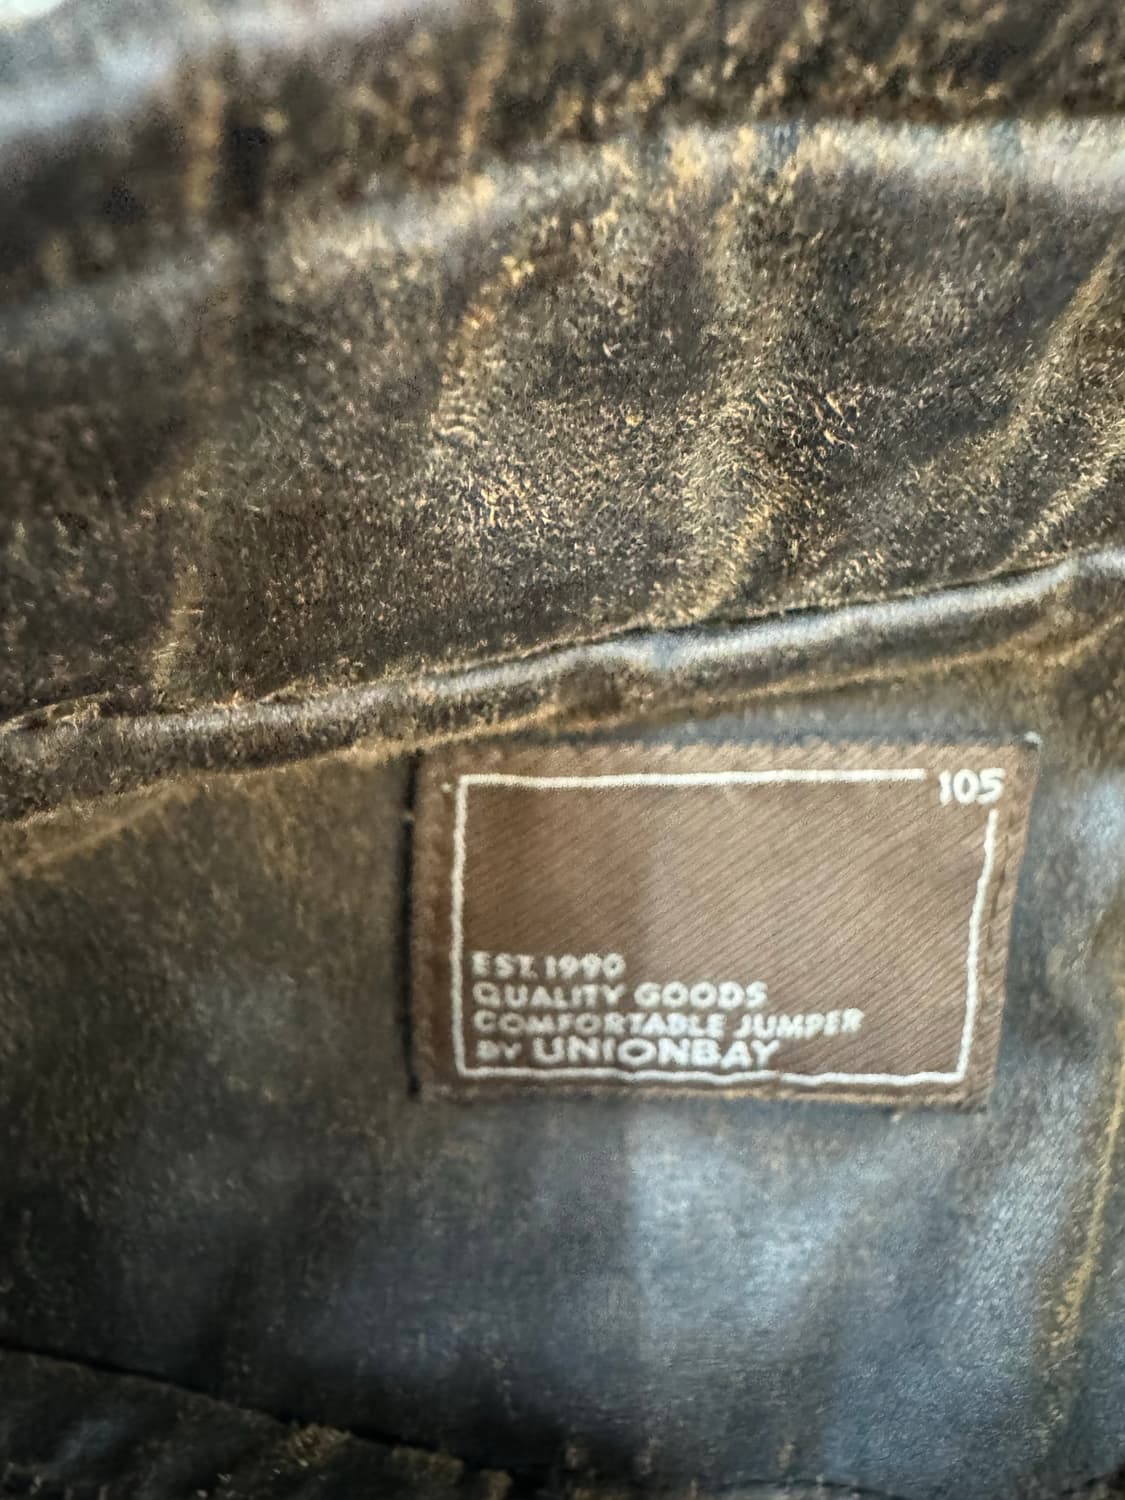 105
EST. 1990
QUALITY GOODS
COMFORTABLE JUMPER
BY UNIONBAY